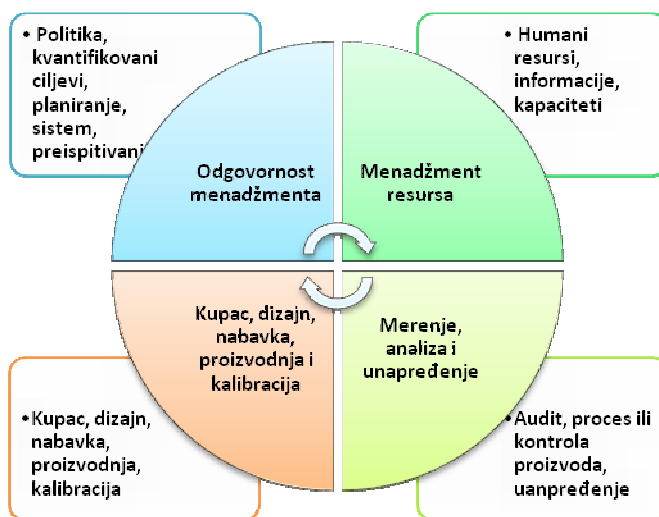 • Politika,
kvantifikovani
ciljevi,
planiranje,
sistem,
preispitivanj
• Humani
resursi,
informacije,
kapaciteti
Odgovornost
menadžmenta
Menadžment
resursa
Kupac, dizajn,
nabavka,
proizvodnja i
kalibracija
Merenje,
analiza i
unapređenje
•Kupac, dizajn,
nabavka,
proizvodnja,
kalibracija
•Audit, proces ili
kontrola
proizvoda,
uanpređenje